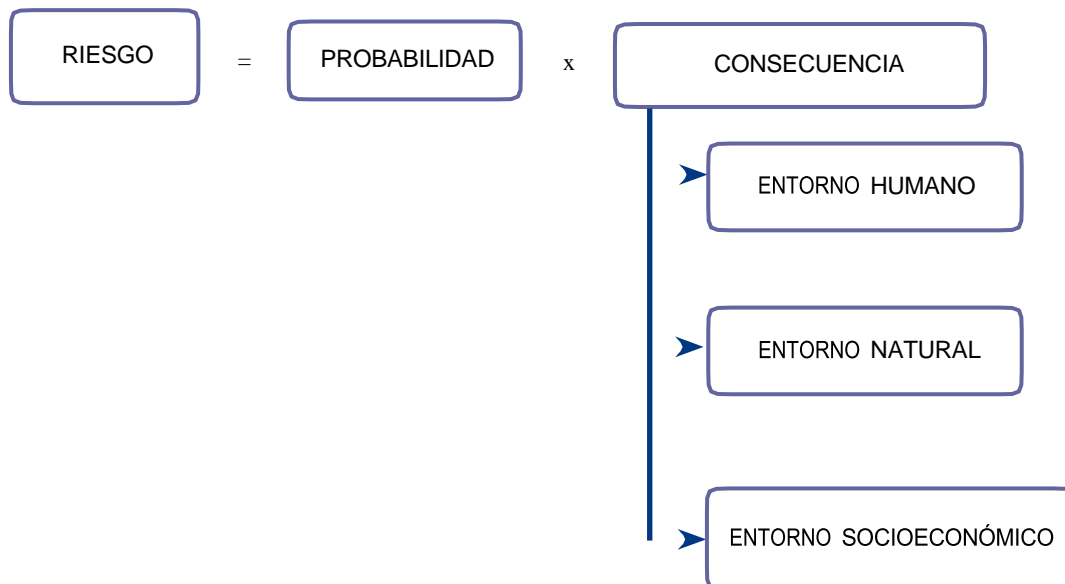 RIESGO = PROBABILIDAD x CONSECUENCIA
ENTORNO HUMANO
ENTORNO NATURAL
ENTORNO SOCIOECONÓMICO